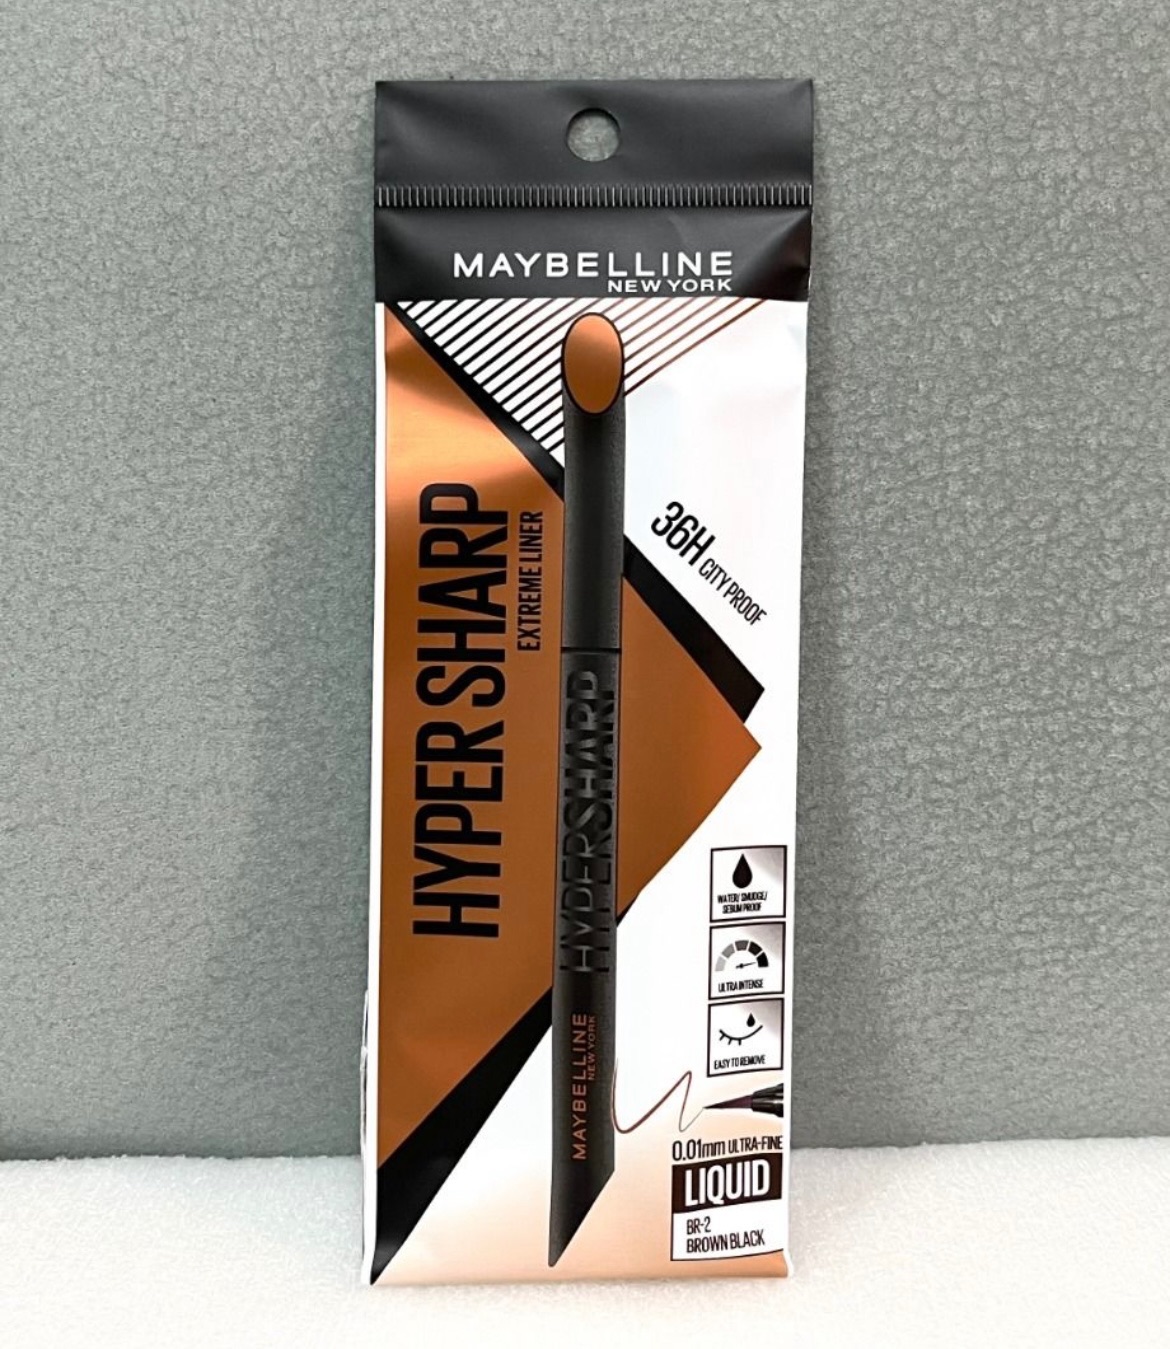 MAYBELLINE
NEW YORK
HYPER SHARP
EXTREME LINER
36H
CITY PROOF
HYPERSHARP
MAYBELLINE
NEW YORK
WATER/ SMUDGE/
SEBUM PROOF
ULTRA INTENSE
EASY TO REMOVE
0.01mm ULTRA-FINE
LIQUID
BR-2
BROWN BLACK